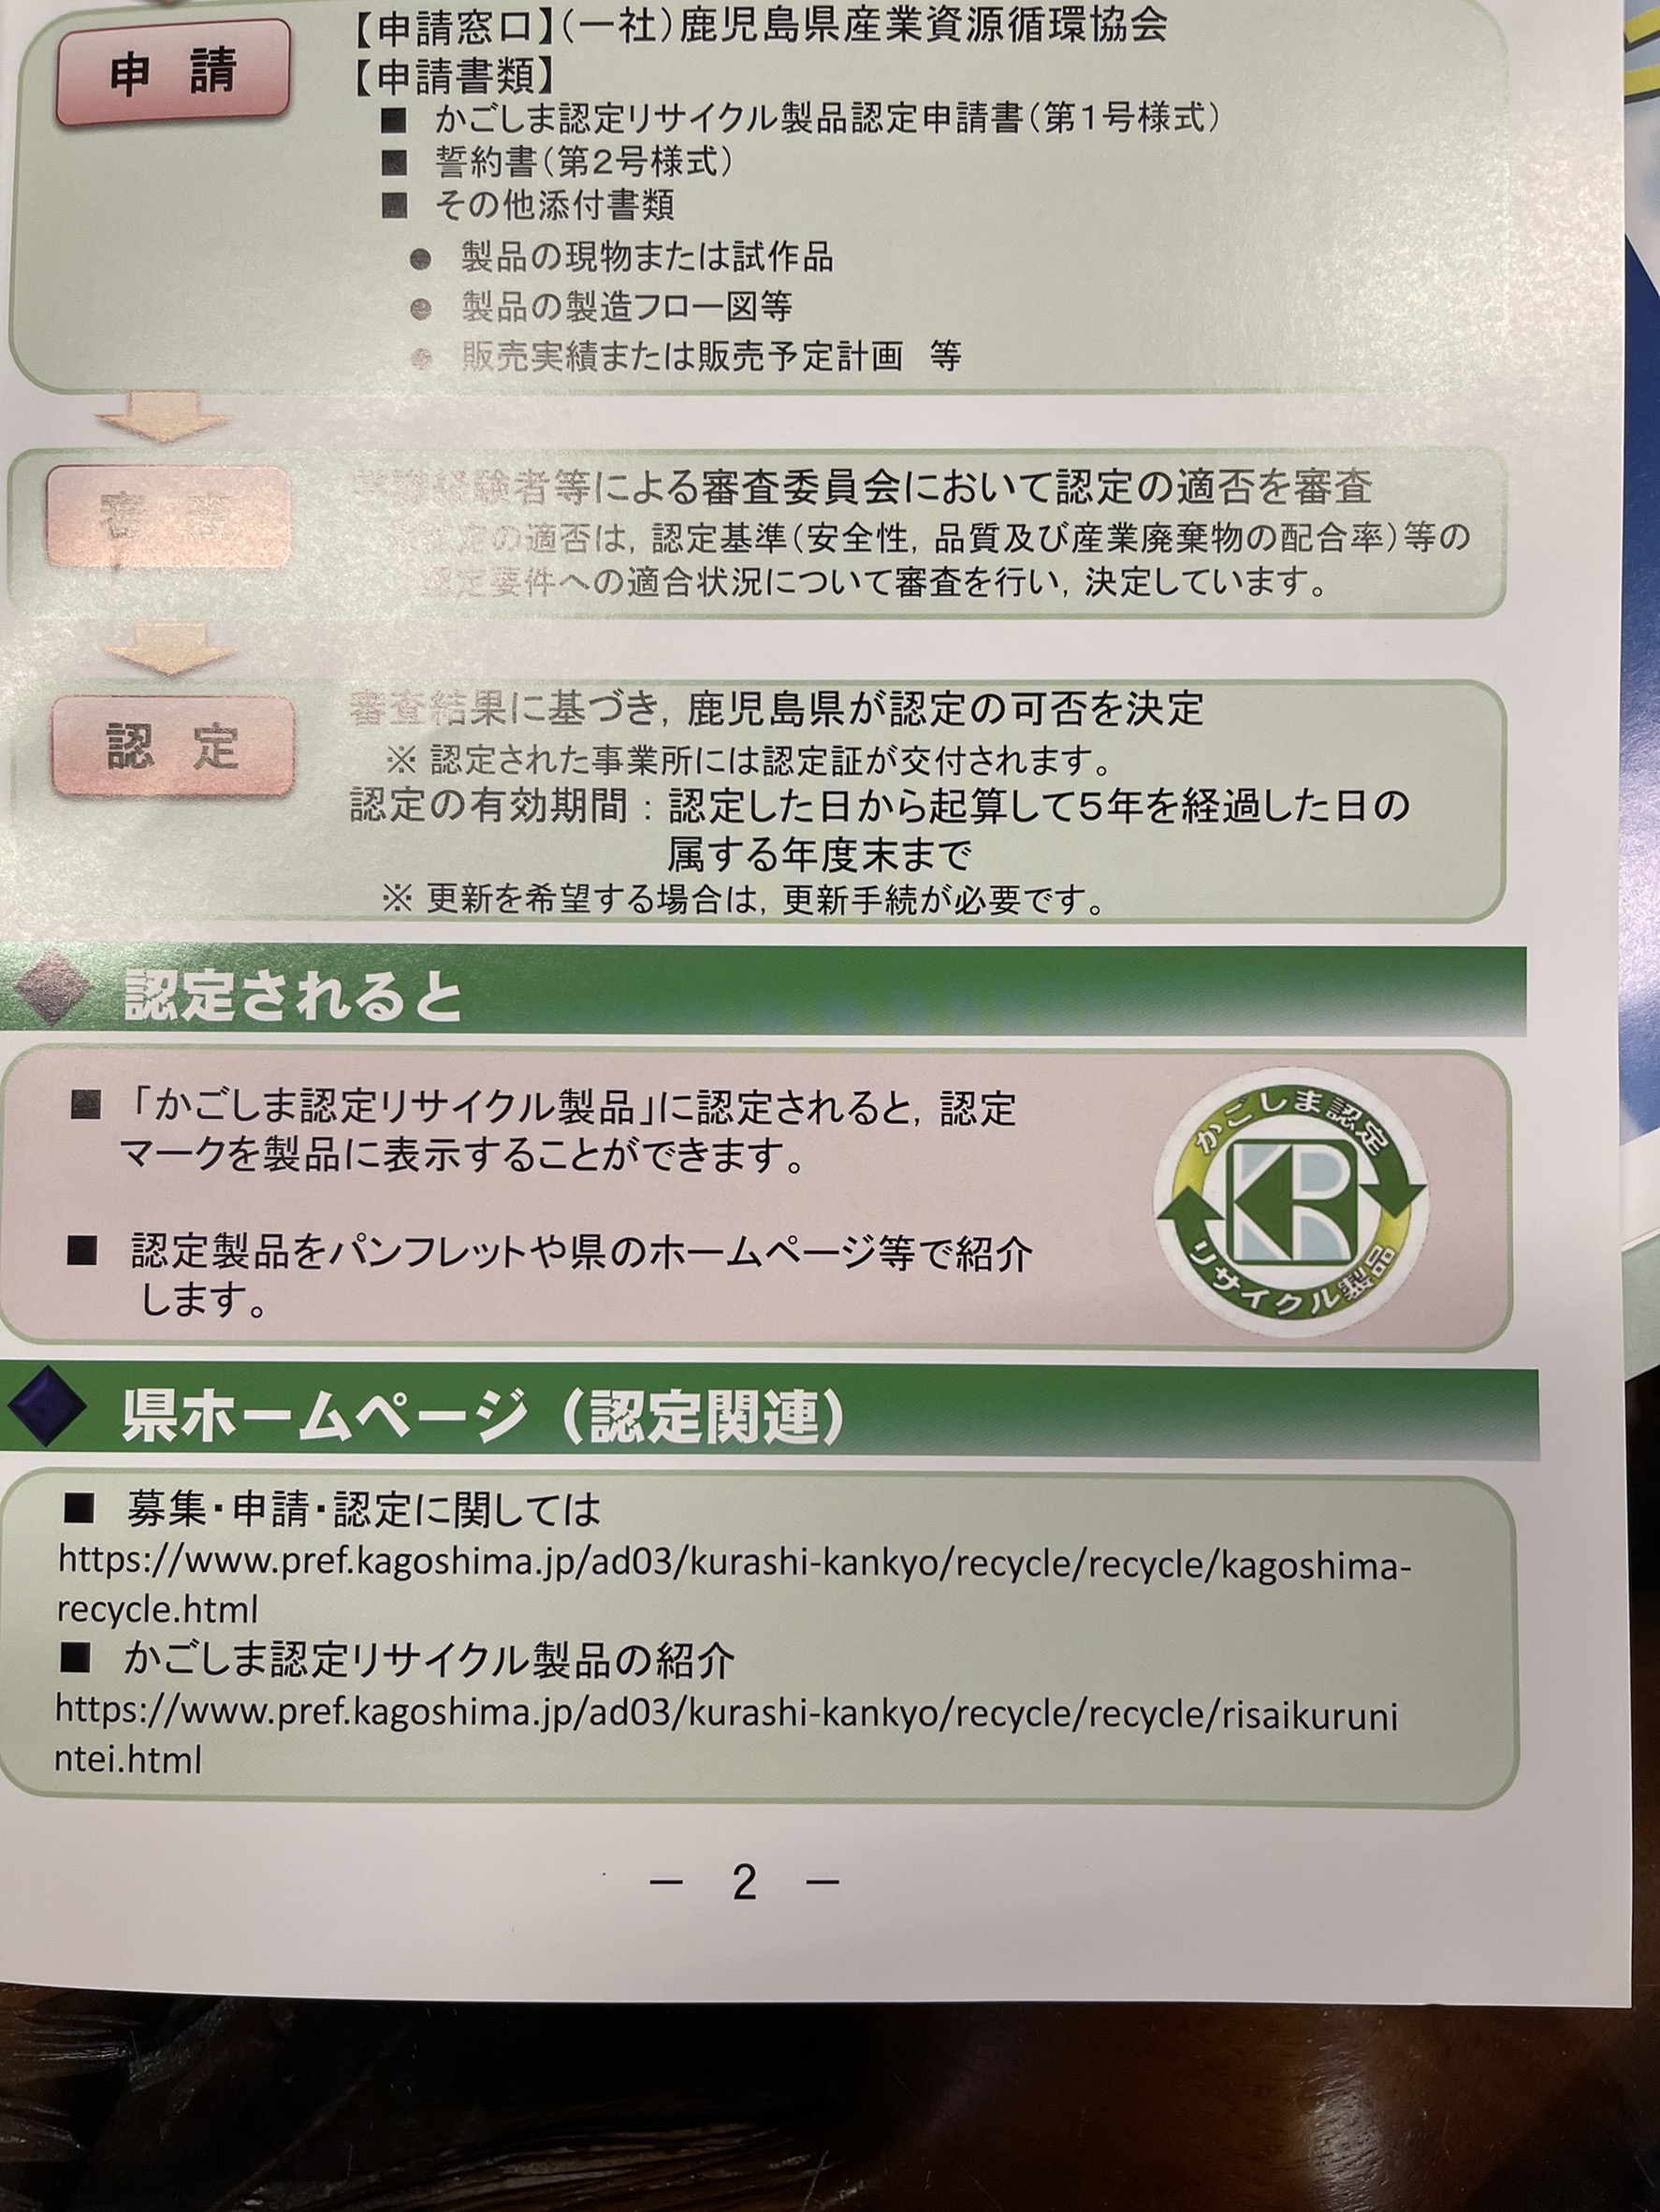 申 請
【申請窓口】(一社)鹿児島県産業資源循環協会
【申請書類】
■ かごしま認定リサイクル製品認定申請書(第1号様式)
■ 誓約書(第2号様式)
■ その他添付書類
● 製品の現物または試作品
● 製品の製造フロー図等
● 販売実績または販売予定計画 等
審 査
学識経験者等による審査委員会において認定の適否を審査
認定の適否は, 認定基準(安全性, 品質及び産業廃棄物の配合率)等の
認定要件への適合状況について審査を行い, 決定しています。
認 定
審査結果に基づき, 鹿児島県が認定の可否を決定
※ 認定された事業所には認定証が交付されます。
認定の有効期間 : 認定した日から起算して5年を経過した日の
属する年度末まで
※ 更新を希望する場合は, 更新手続が必要です。
◆ 認定されると
■ 「かごしま認定リサイクル製品」に認定されると, 認定
マークを製品に表示することができます。
■ 認定製品をパンフレットや県のホームページ等で紹介
します。
かごしま認定
KR
リサイクル製品
◆ 県ホームページ(認定関連)
■ 募集・申請・認定に関しては
https://www.pref.kagoshima.jp/ad03/kurashi-kankyo/recycle/recycle/kagoshima-
recycle.html
■ かごしま認定リサイクル製品の紹介
https://www.pref.kagoshima.jp/ad03/kurashi-kankyo/recycle/recycle/risaikuruni
ntei.html
― 2 ―